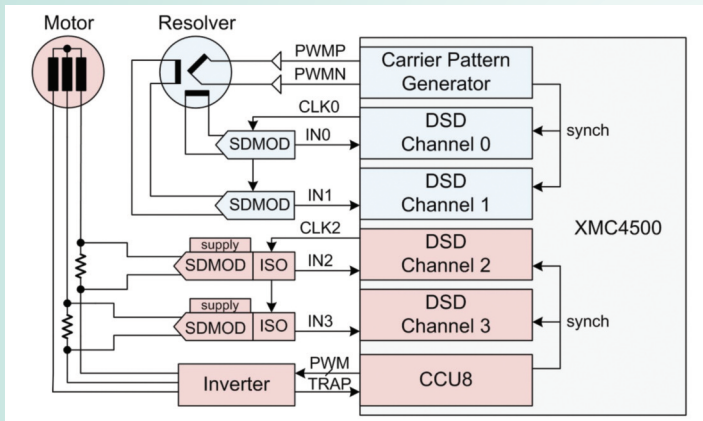 Motor
Resolver
PWMP
PWMN
Carrier Pattern
Generator
CLK0
SDMOD
IN0
DSD
Channel 0
synch
SDMOD
IN1
DSD
Channel 1
XMC4500
CLK2
supply
SDMOD
ISO
IN2
DSD
Channel 2
supply
SDMOD
ISO
IN3
DSD
Channel 3
synch
Inverter
PWM
TRAP
CCU8